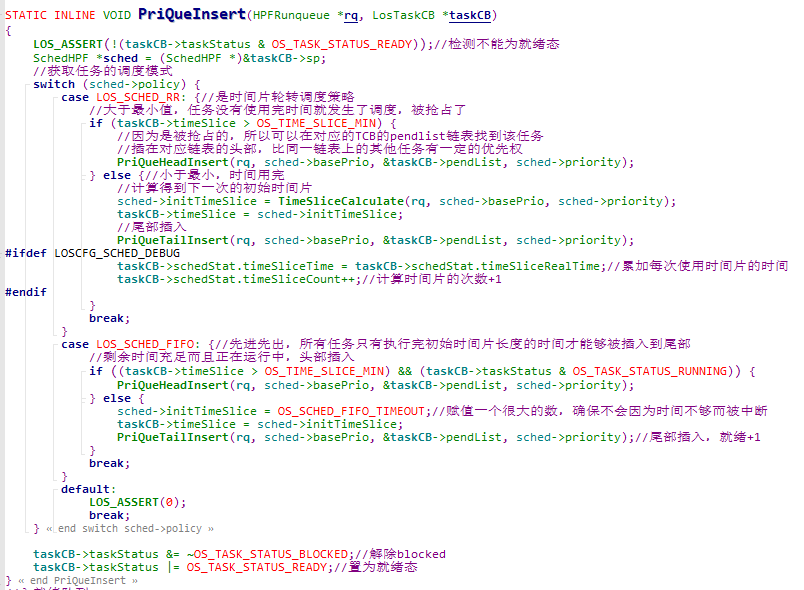 STATIC INLINE VOID PriQueInsert(HPFRunqueue *rq, LosTaskCB *taskCB)
{
    LOS_ASSERT(!(taskCB->taskStatus & OS_TASK_STATUS_READY));//检测不能为就绪态
    SchedHPF *sched = (SchedHPF *)&taskCB->sp;
    //获取任务的调度模式
    switch (sched->policy) {
        case LOS_SCHED_RR: {//是时间片轮转调度策略
            //大于最小值，任务没有使用完时间就发生了调度，被抢占了
            if (taskCB->timeSlice > OS_TIME_SLICE_MIN) {
                //因为是被抢占的，所以可以在对应的TCB的pendlist链表找到该任务
                //插在对应链表的头部，比同一链表上的其他任务有一定的优先权
                PriQueHeadInsert(rq, sched->basePrio, &taskCB->pendList, sched->priority);
            } else {//小于最小，时间用完
                //计算得到下一次的初始时间片
                sched->initTimeSlice = TimeSliceCalculate(rq, sched->basePrio, sched->priority);
                taskCB->timeSlice = sched->initTimeSlice;
                //尾部插入
                PriQueTailInsert(rq, sched->basePrio, &taskCB->pendList, sched->priority);
#ifdef LOSCFG_SCHED_DEBUG
                taskCB->schedStat.timeSliceTime = taskCB->schedStat.timeSliceRealTime;//累加每次使用时间片的时间
                taskCB->schedStat.timeSliceCount++;//计算时间片的次数+1
#endif
            }
            break;
        }
        case LOS_SCHED_FIFO: {//先进先出，所有任务只有执行完初始时间片长度的时间才能够被插入到尾部
            //剩余时间充足而且正在运行中，头部插入
            if ((taskCB->timeSlice > OS_TIME_SLICE_MIN) && (taskCB->taskStatus & OS_TASK_STATUS_RUNNING)) {
                PriQueHeadInsert(rq, sched->basePrio, &taskCB->pendList, sched->priority);
            } else {
                sched->initTimeSlice = OS_SCHED_FIFO_TIMEOUT;//赋值一个很大的数，确保不会因为时间不够而被中断
                taskCB->timeSlice = sched->initTimeSlice;
                PriQueTailInsert(rq, sched->basePrio, &taskCB->pendList, sched->priority);//尾部插入，就绪+1
            }
            break;
        }
        default:
            LOS_ASSERT(0);
            break;
    } « end switch sched->policy »
    taskCB->taskStatus &= ~OS_TASK_STATUS_BLOCKED;//解除blocked
    taskCB->taskStatus |= OS_TASK_STATUS_READY;//置为就绪态
} « end PriQueInsert »